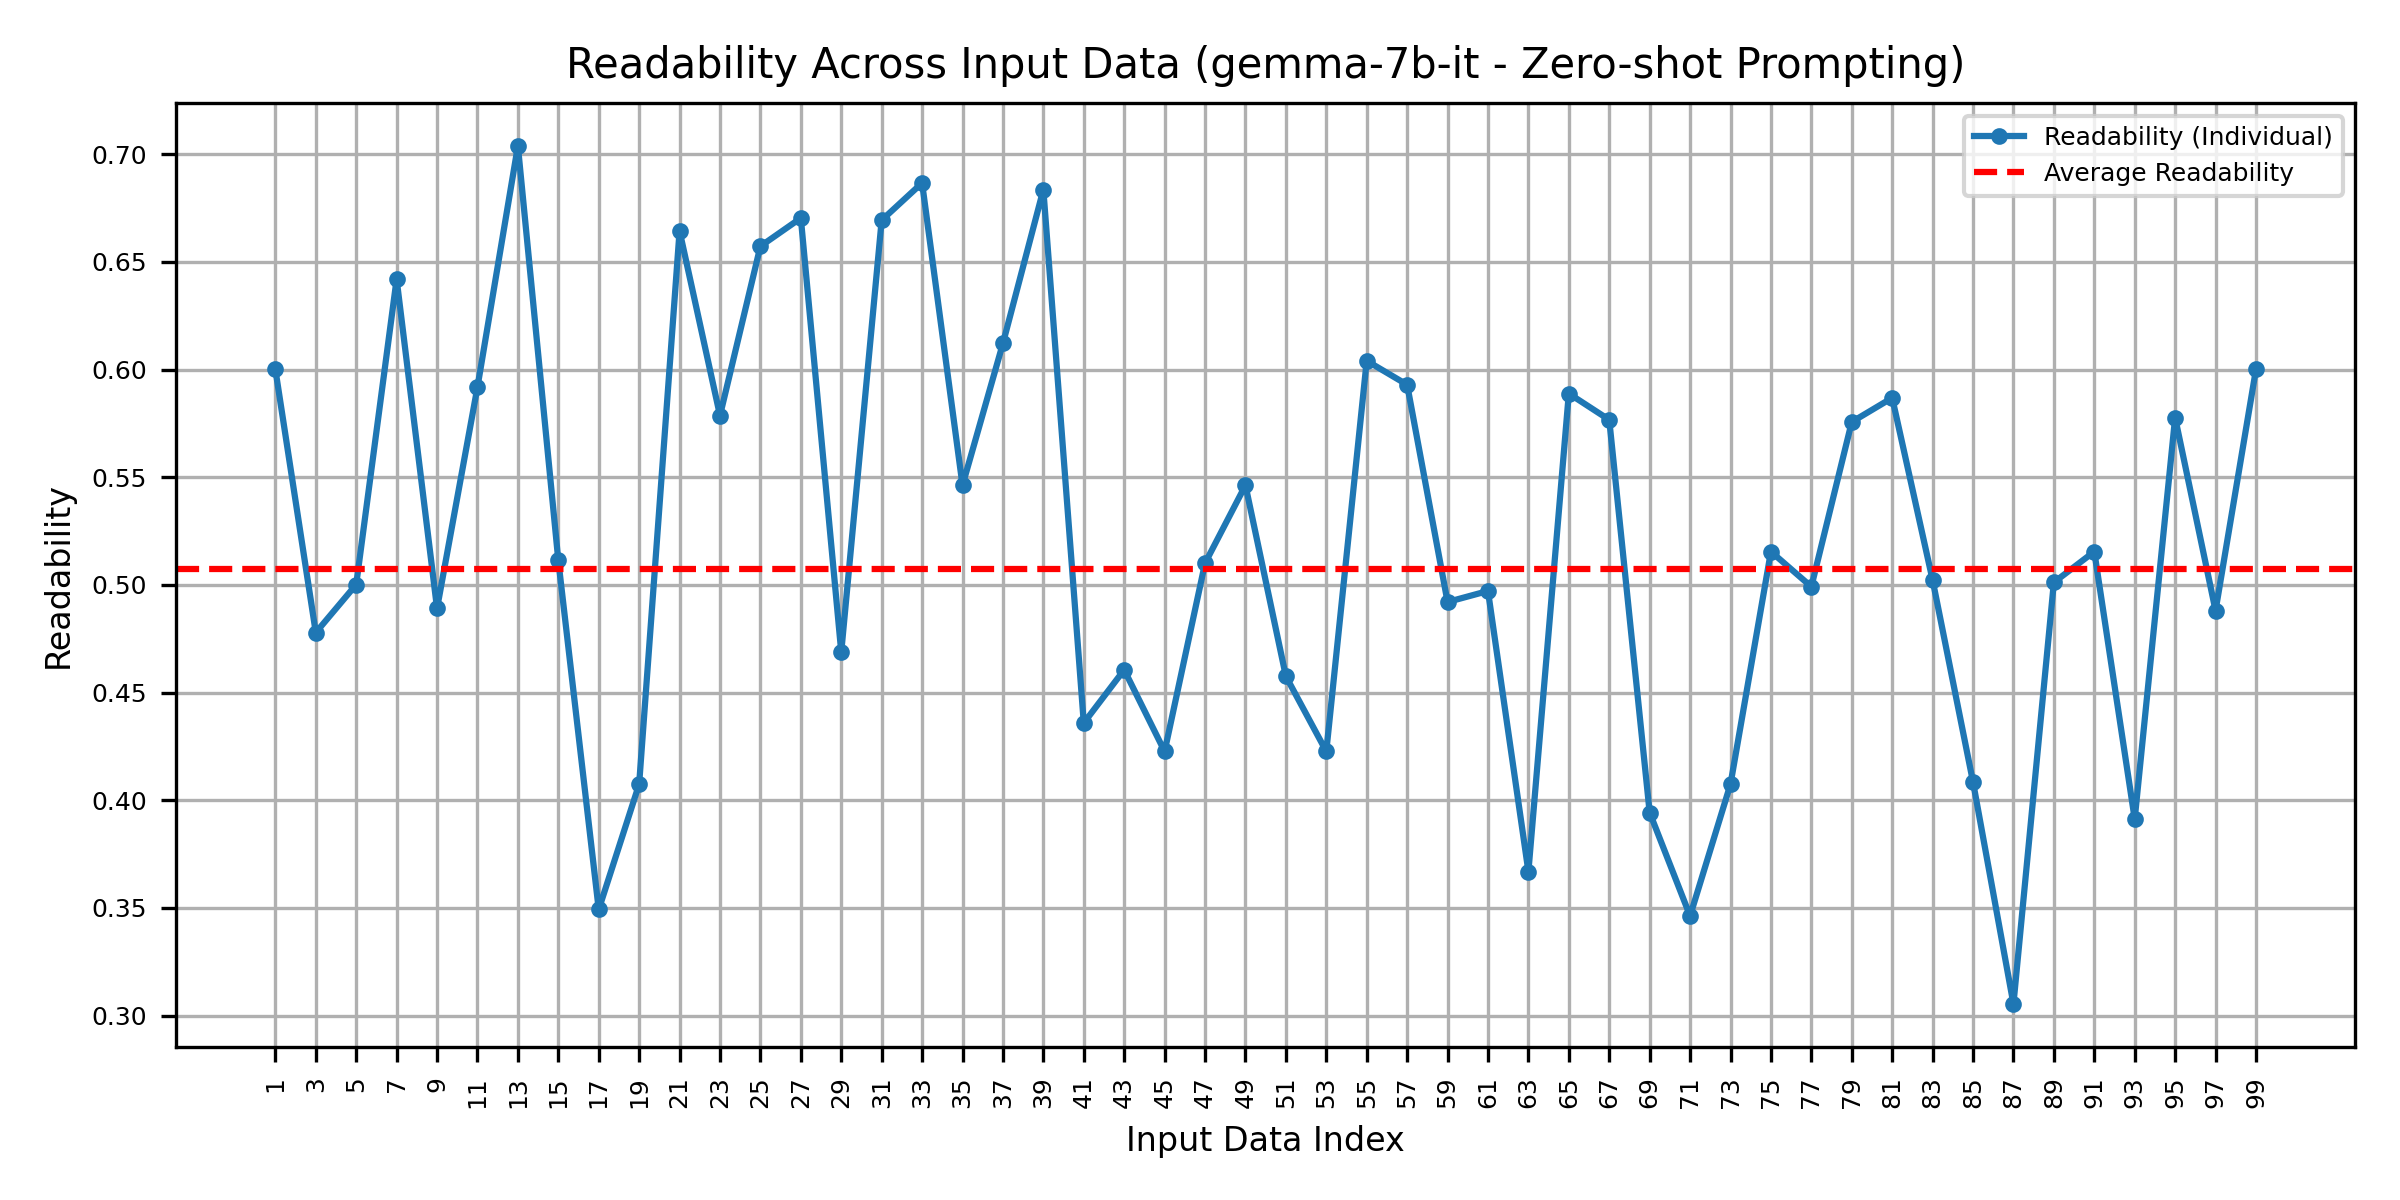 Readability Across Input Data (gemma-7b-it - Zero-shot Prompting)
Readability (Individual)
Average Readability
Readability
0.70
0.65
0.60
0.55
0.50
0.45
0.40
0.35
0.30
1 3 5 7 9 11 13 15 17 19 21 23 25 27 29 31 33 35 37 39 41 43 45 47 49 51 53 55 57 59 61 63 65 67 69 71 73 75 77 79 81 83 85 87 89 91 93 95 97 99
Input Data Index